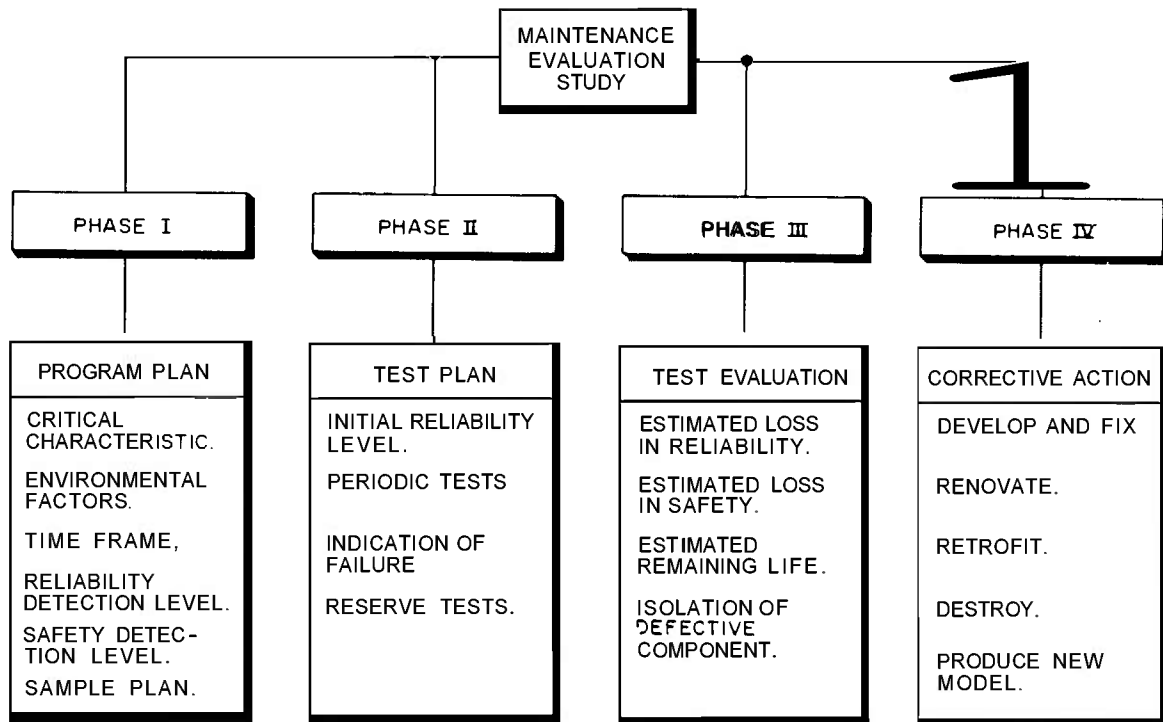 MAINTENANCE
EVALUATION
STUDY
PHASE I
PHASE II
PHASE III
PHASE IV
PROGRAM PLAN
CRITICAL
CHARACTERISTIC.
ENVIRONMENTAL
FACTORS.
TIME FRAME,
RELIABILITY
DETECTION LEVEL.
SAFETY DETEC-
TION LEVEL.
SAMPLE PLAN.
TEST PLAN
INITIAL RELIABILITY
LEVEL.
PERIODIC TESTS
INDICATION OF
FAILURE
RESERVE TESTS.
TEST EVALUATION
ESTIMATED LOSS
IN RELIABILITY.
ESTIMATED LOSS
IN SAFETY.
ESTIMATED
REMAINING LIFE.
ISOLATION OF
DEFECTIVE
COMPONENT.
CORRECTIVE ACTION
DEVELOP AND FIX
RENOVATE.
RETROFIT.
DESTROY.
PRODUCE NEW
MODEL.